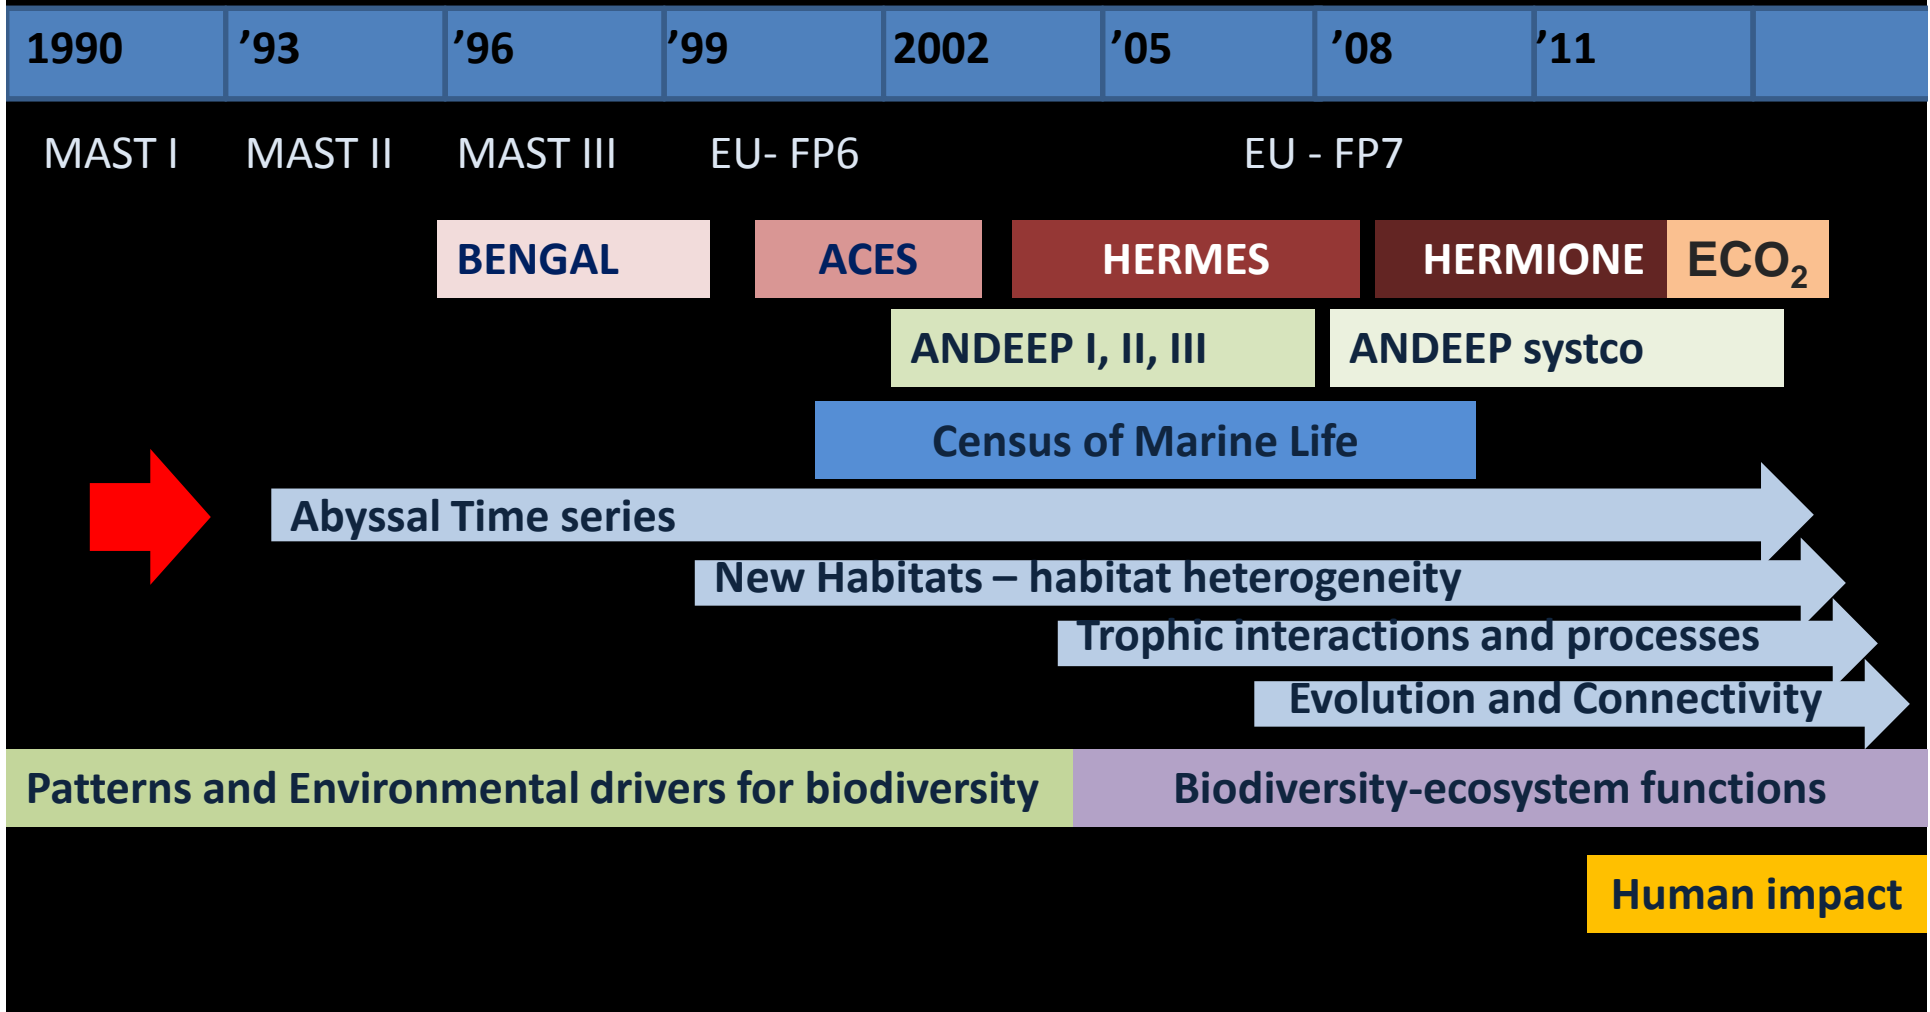 1990 ’93 ’96 ’99 2002 ’05 ’08 ’11
MAST I MAST II MAST III EU- FP6 EU - FP7
BENGAL ACES HERMES HERMIONE ECO₂
ANDEEP I, II, III ANDEEP systco
Census of Marine Life
Abyssal Time series
New Habitats – habitat heterogeneity
Trophic interactions and processes
Evolution and Connectivity
Patterns and Environmental drivers for biodiversity Biodiversity-ecosystem functions
Human impact